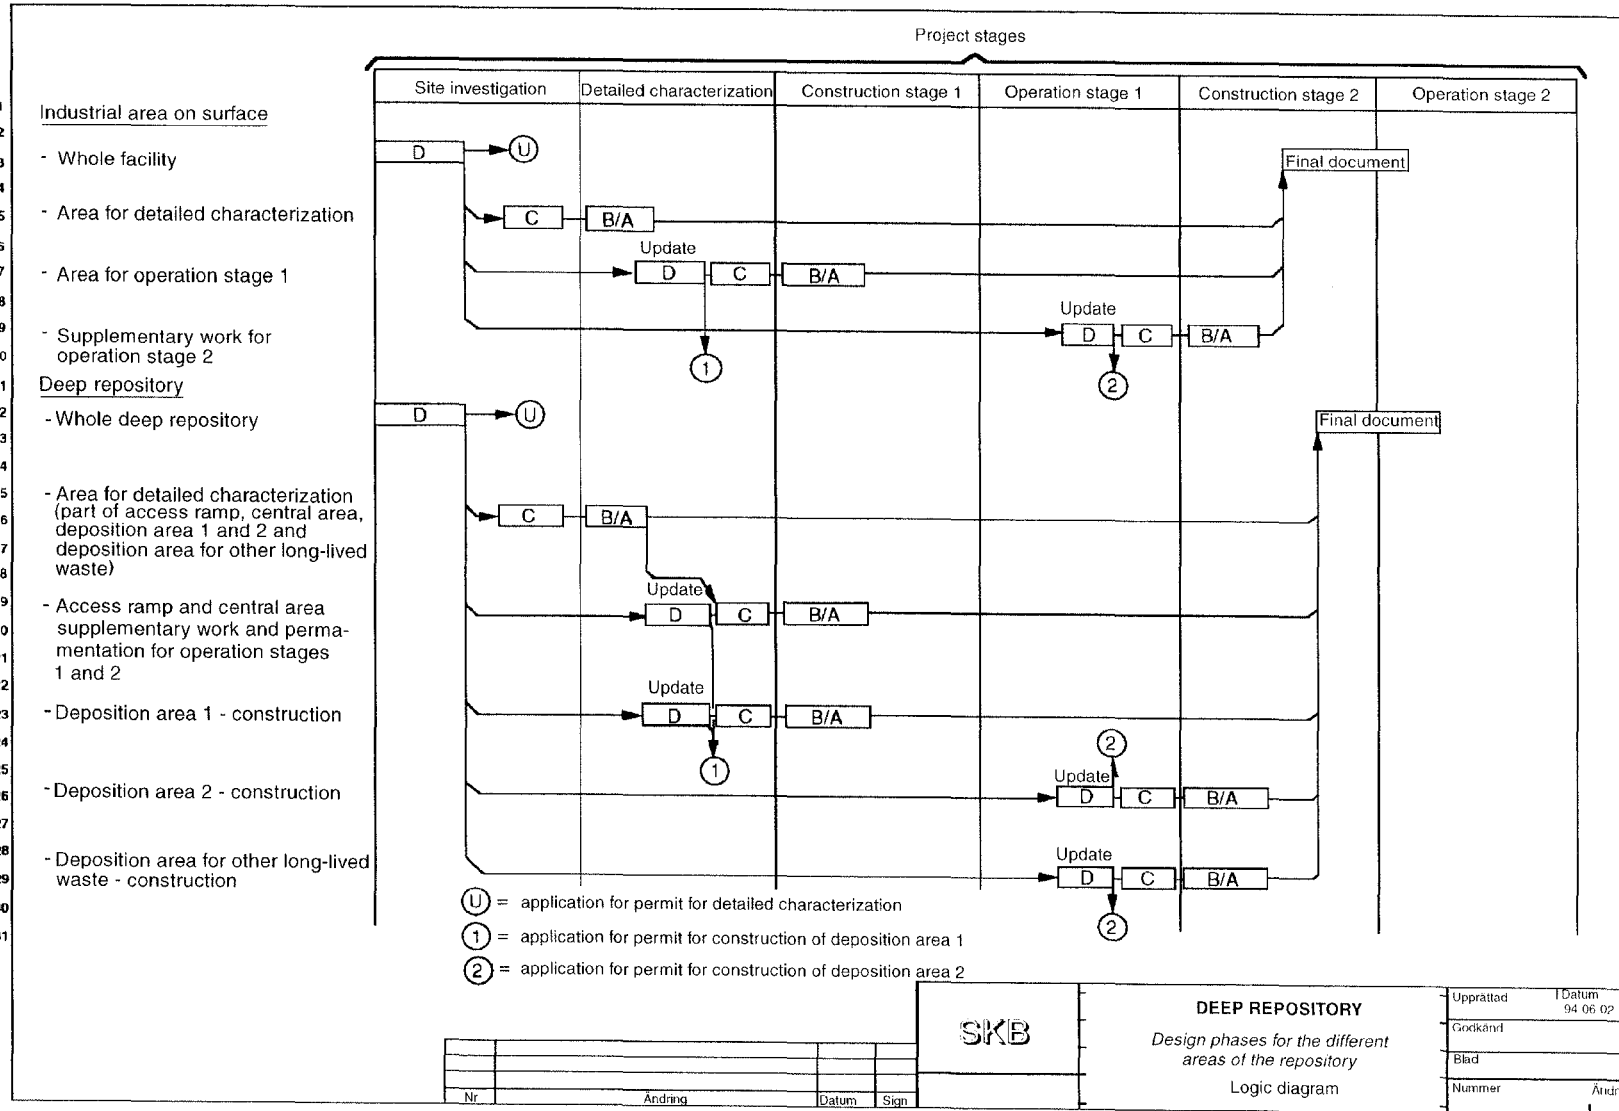 Project stages
Site investigation
Detailed characterization
Construction stage 1
Operation stage 1
Construction stage 2
Operation stage 2
Industrial area on surface
- Whole facility
D
U
Final document
- Area for detailed characterization
C
B/A
Update
- Area for operation stage 1
D
C
B/A
Update
- Supplementary work for
operation stage 2
D
C
B/A
1
2
Deep repository
- Whole deep repository
D
U
Final document
- Area for detailed characterization
(part of access ramp, central area,
deposition area 1 and 2 and
deposition area for other long-lived
waste)
C
B/A
Update
- Access ramp and central area
supplementary work and perma-
mentation for operation stages
1 and 2
D
C
B/A
Update
- Deposition area 1 - construction
D
C
B/A
1
2
Update
- Deposition area 2 - construction
D
C
B/A
Update
- Deposition area for other long-lived
waste - construction
D
C
B/A
2
U = application for permit for detailed characterization
1 = application for permit for construction of deposition area 1
2 = application for permit for construction of deposition area 2
SKB
DEEP REPOSITORY
Design phases for the different
areas of the repository
Logic diagram
Upprättad
Datum
94 06 02
Godkänd
Blad
Nummer
Nr
Ändring
Datum
Sign